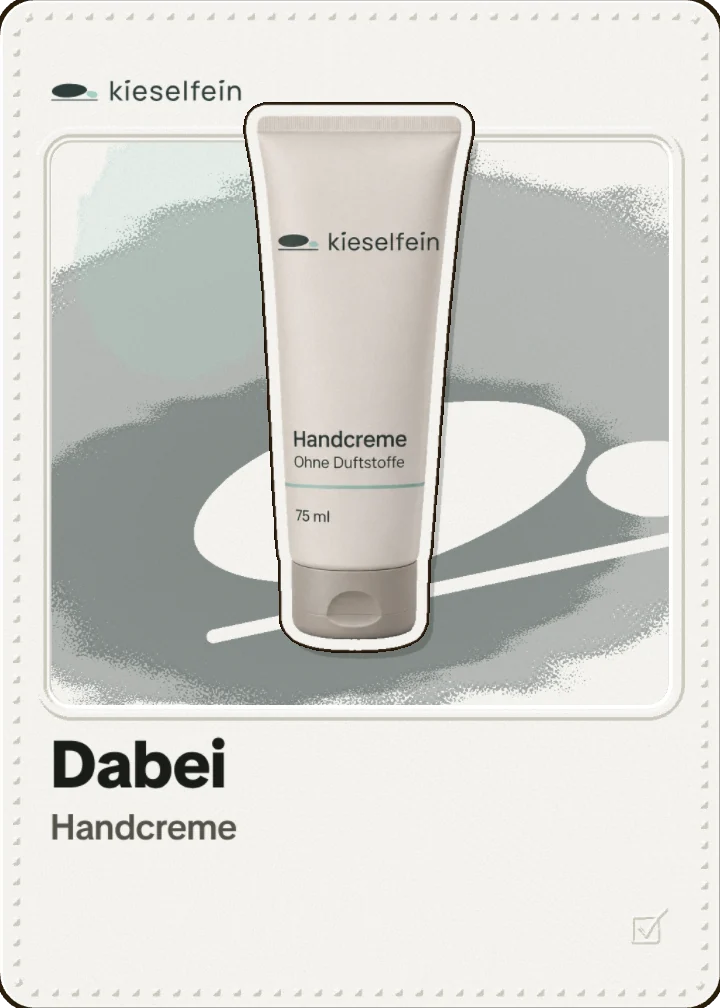 kieselfein
kieselfein
Handcreme
Ohne Duftstoffe
75 ml
Dabei
Handcreme